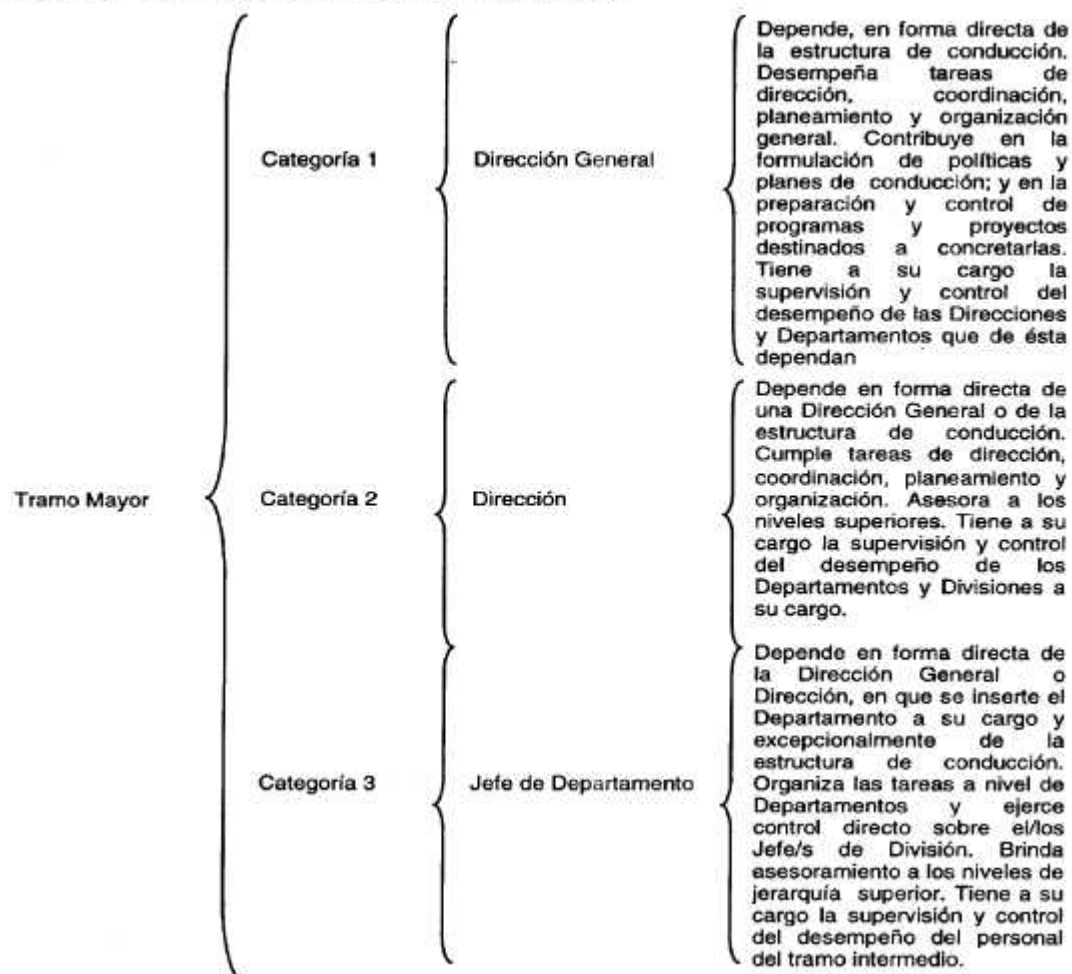 Depende, en forma directa de
la estructura de conducción.
Desempeña tareas de
dirección, coordinación,
planeamiento y organización
general. Contribuye en la
formulación de políticas y
planes de conducción; y en la
preparación y control de
programas y proyectos
destinados a concretarlas.
Tiene a su cargo la
supervisión y control del
desempeño de las Direcciones
y Departamentos que de ésta
dependan
Categoría 1
Dirección General
Depende en forma directa de
una Dirección General o de la
estructura de conducción.
Cumple tareas de dirección,
coordinación, planeamiento y
organización. Asesora a los
niveles superiores. Tiene a su
cargo la supervisión y control
del desempeño de los
Departamentos y Divisiones a
su cargo.
Tramo Mayor
Categoría 2
Dirección
Depende en forma directa de
la Dirección General o
Dirección, en que se inserte el
Departamento a su cargo y
excepcionalmente de la
estructura de conducción.
Organiza las tareas a nivel de
Departamentos y ejerce
control directo sobre el/los
Jefe/s de División. Brinda
asesoramiento a los niveles de
jerarquía superior. Tiene a su
cargo la supervisión y control
del desempeño del personal
del tramo intermedio.
Categoría 3
Jefe de Departamento